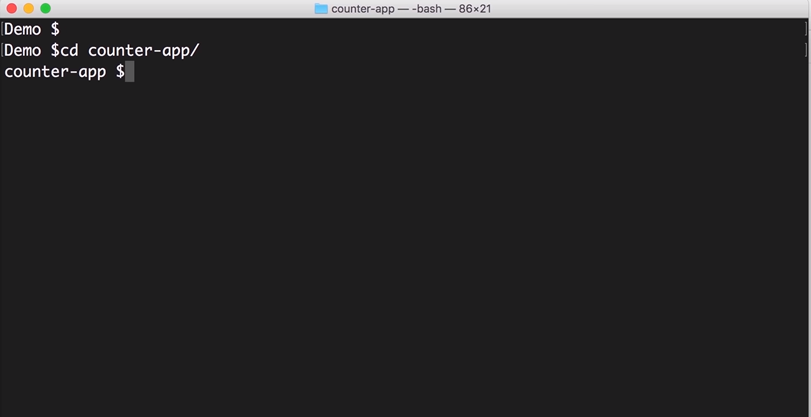 counter-app — -bash — 86×21
[Demo $ ]
[Demo $cd counter-app/ ]
counter-app $